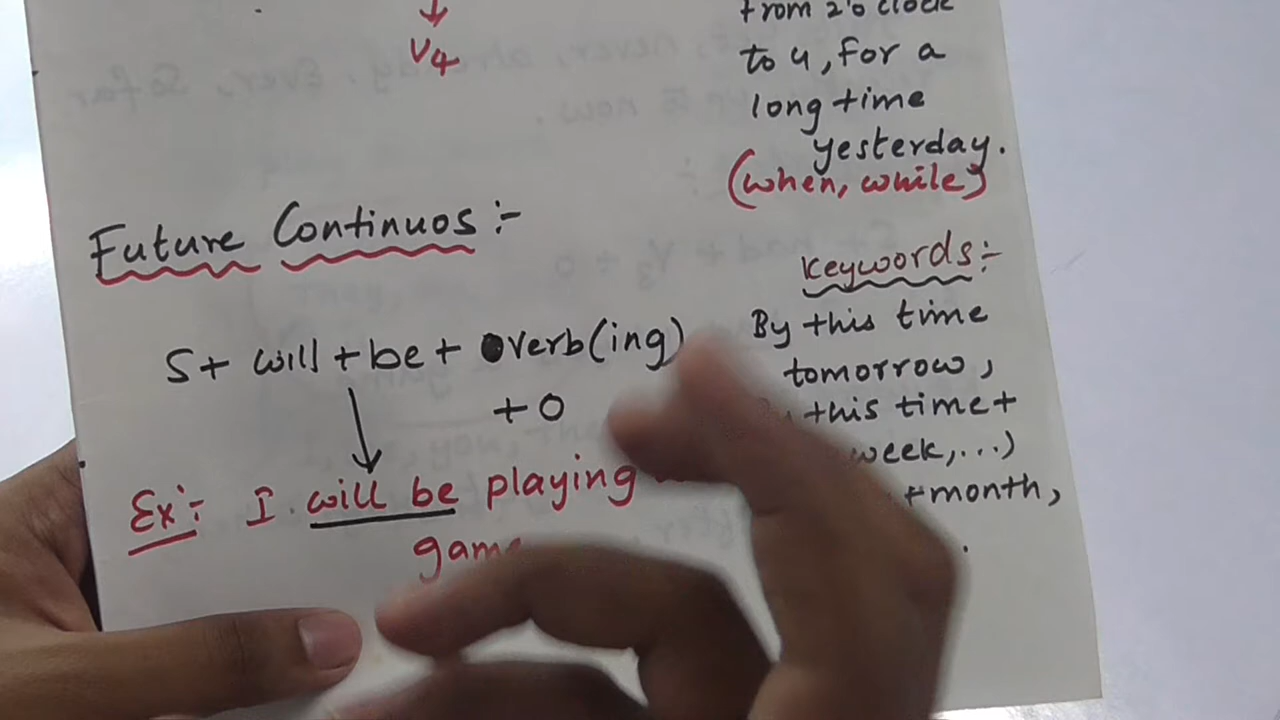 V4
from 2'o clock
to 4, for a
long time
yesterday.
(when, while)
Future Continuos :-
S+ will + be + verb(ing)
+ O
Ex:- I will be playing
game
Keywords :-
By this time
tomorrow,
this time +
week, ...)
+ month,